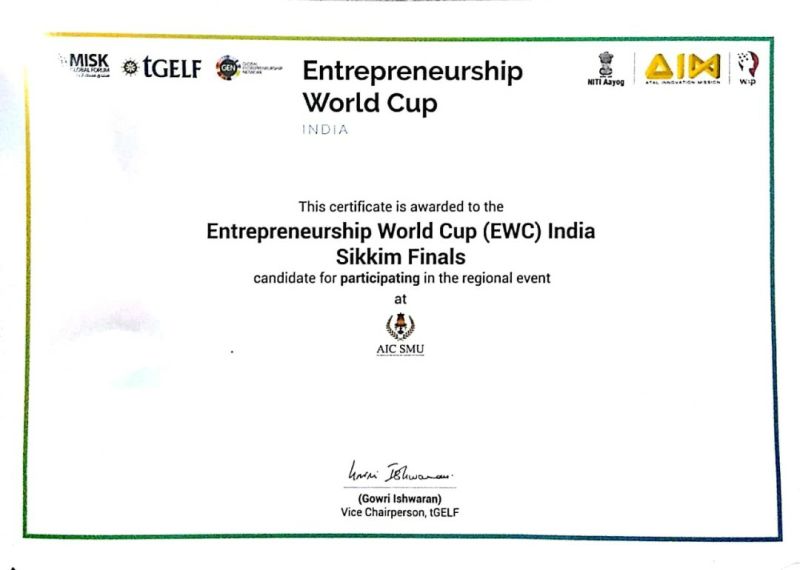 MISK
GLOBAL FORUM
tGELF
GEN
GLOBAL
ENTREPRENEURSHIP
NETWORK
Entrepreneurship
World Cup
INDIA
NITI Aayog
AIM
ATAL INNOVATION MISSION
This certificate is awarded to the
Entrepreneurship World Cup (EWC) India
Sikkim Finals
candidate for participating in the regional event
at
AIC SMU
Gowri Ishwaran
(Gowri Ishwaran)
Vice Chairperson, tGELF